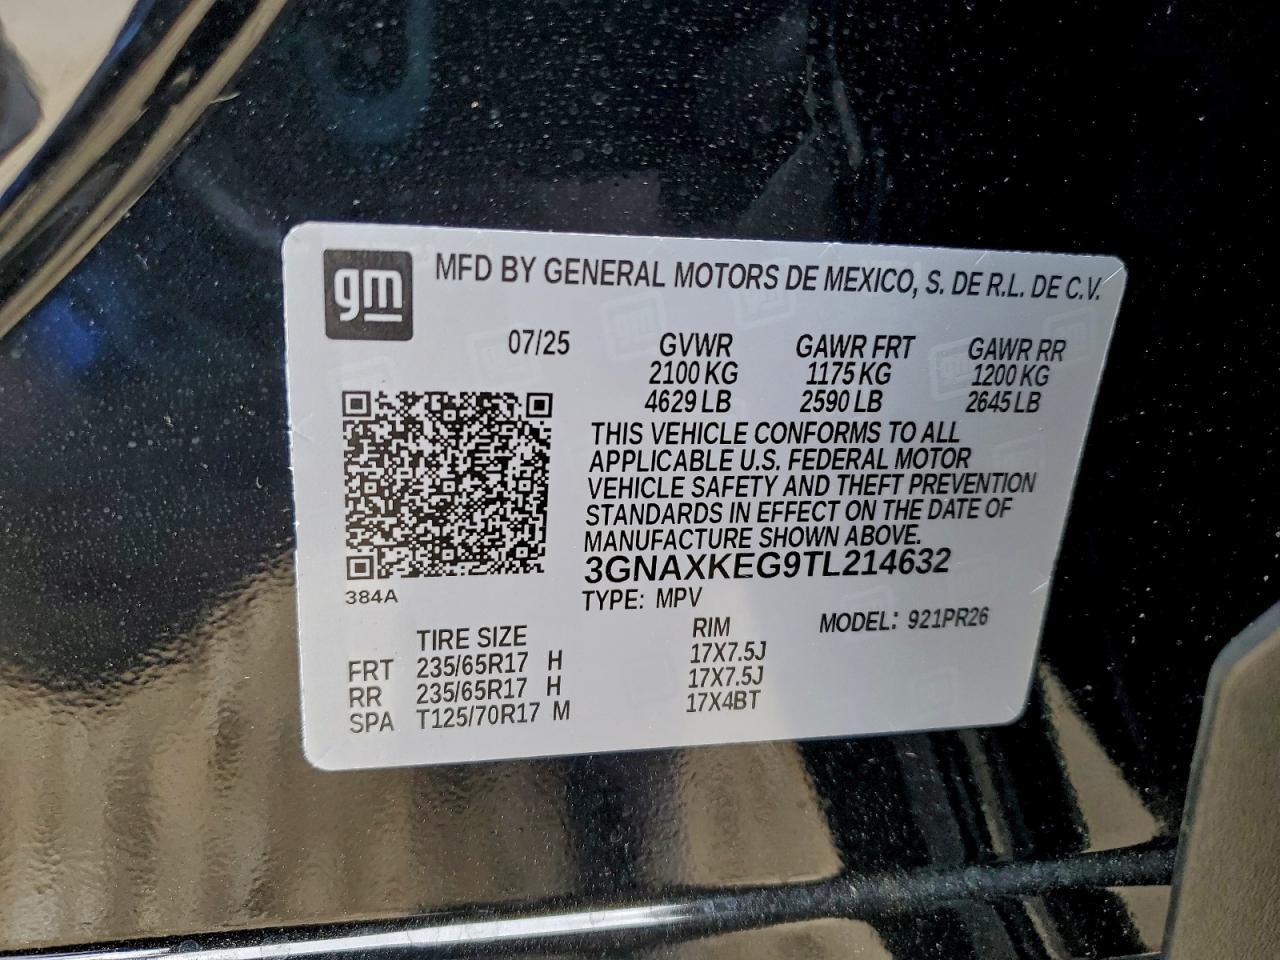 gm
MFD BY GENERAL MOTORS DE MEXICO, S. DE R.L. DE C.V.
07/25 GVWR GAWR FRT GAWR RR
2100 KG 1175 KG 1200 KG
4629 LB 2590 LB 2645 LB
THIS VEHICLE CONFORMS TO ALL
APPLICABLE U.S. FEDERAL MOTOR
VEHICLE SAFETY AND THEFT PREVENTION
STANDARDS IN EFFECT ON THE DATE OF
MANUFACTURE SHOWN ABOVE.
3GNAXKEG9TL214632
384A
TYPE: MPV
MODEL: 921PR26
TIRE SIZE RIM
FRT 235/65R17 H 17X7.5J
RR 235/65R17 H 17X7.5J
SPA T125/70R17 M 17X4BT